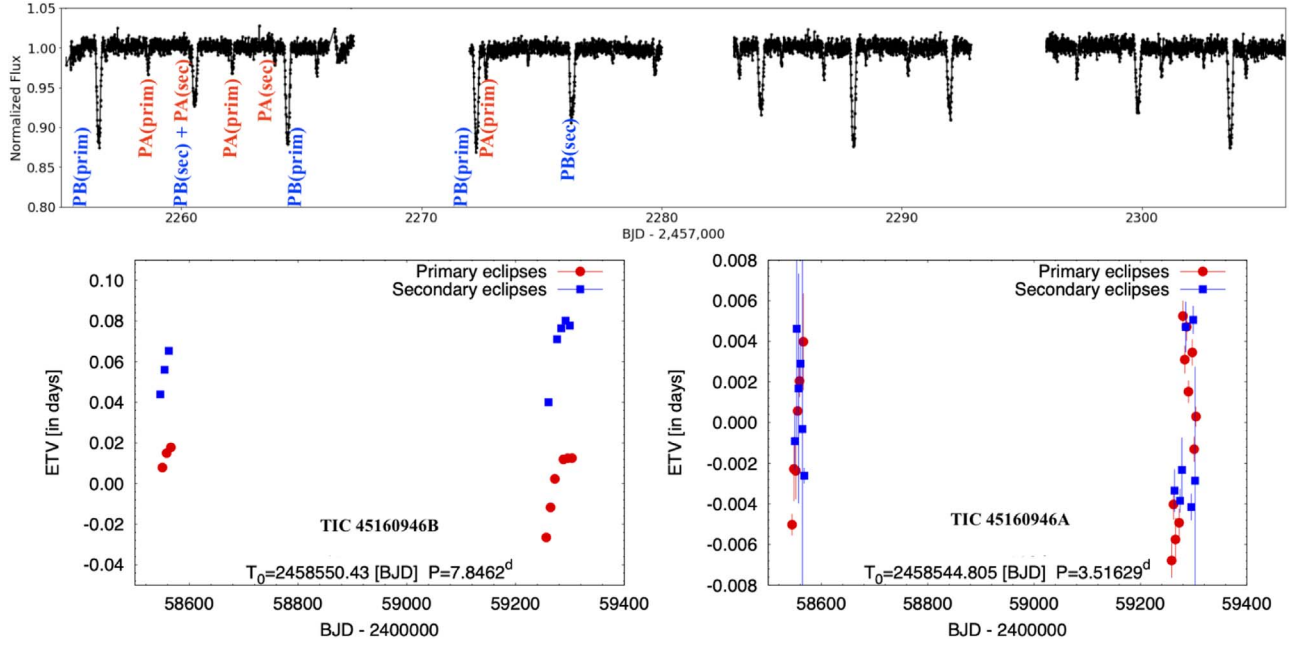 1.05
1.00
0.95
0.90
0.85
0.80
Normalized Flux
PB(prim)
PA(prim)
PB(sec) + PA(sec)
PA(prim)
PA(sec)
PB(prim)
PB(prim)
PA(prim)
PB(sec)
2260 2270 2280 2290 2300
BJD - 2,457,000
Primary eclipses
Secondary eclipses
0.10
0.08
0.06
0.04
0.02
0.00
-0.02
-0.04
ETV [in days]
TIC 45160946B
T0=2458550.43 [BJD] P=7.8462d
58600 58800 59000 59200 59400
BJD - 2400000
Primary eclipses
Secondary eclipses
0.008
0.006
0.004
0.002
0.000
-0.002
-0.004
-0.006
-0.008
ETV [in days]
TIC 45160946A
T0=2458544.805 [BJD] P=3.51629d
58600 58800 59000 59200 59400
BJD - 2400000